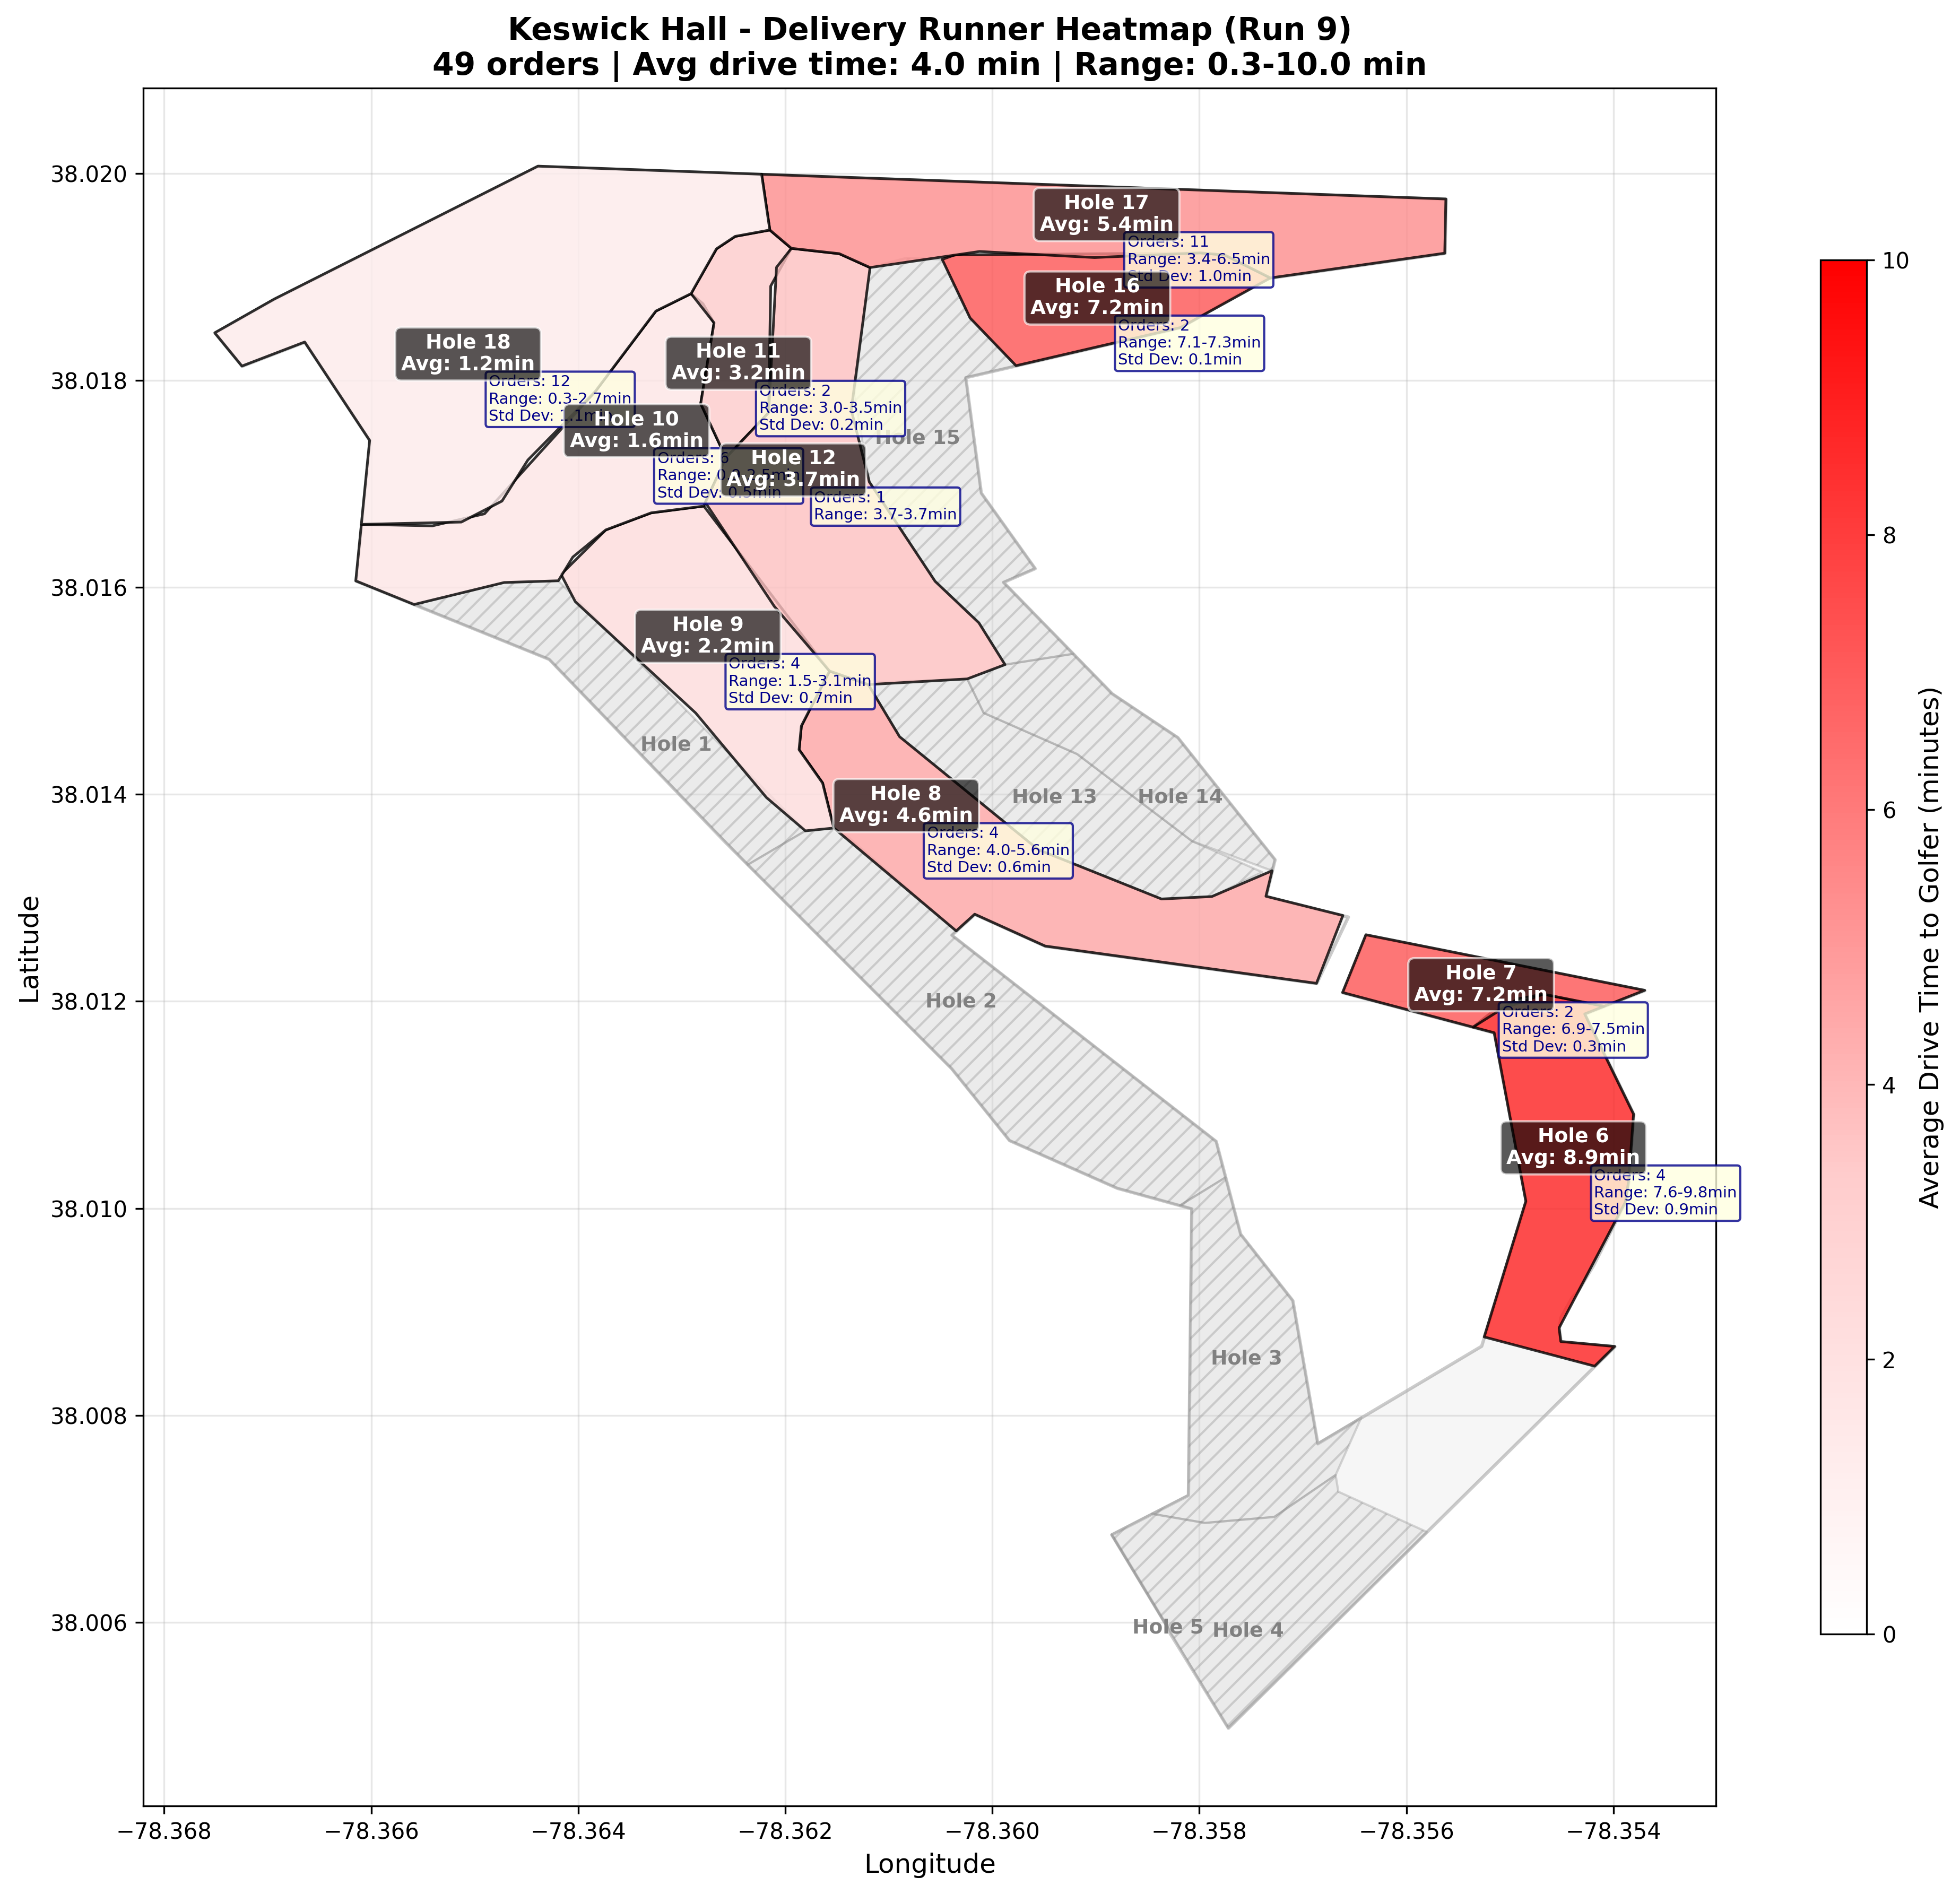 Keswick Hall - Delivery Runner Heatmap (Run 9)
49 orders | Avg drive time: 4.0 min | Range: 0.3-10.0 min
Hole 17
Avg: 5.4min
Orders: 11
Range: 3.4-6.5min
Std Dev: 1.0min
Hole 16
Avg: 7.2min
Orders: 2
Range: 7.1-7.3min
Std Dev: 0.1min
Hole 18
Avg: 1.2min
Orders: 12
Range: 0.3-2.7min
Std Dev: 1.1min
Hole 11
Avg: 3.2min
Orders: 2
Range: 3.0-3.5min
Std Dev: 0.2min
Hole 10
Avg: 1.6min
Orders: 6
Range:
Std Dev: 0.5min
Hole 15
Hole 12
Avg: 3.7min
Orders: 1
Range: 3.7-3.7min
Hole 9
Avg: 2.2min
Orders: 4
Range: 1.5-3.1min
Std Dev: 0.7min
Hole 1
Hole 8
Avg: 4.6min
Orders: 4
Range: 4.0-5.6min
Std Dev: 0.6min
Hole 13
Hole 14
Hole 2
Hole 7
Avg: 7.2min
Orders: 2
Range: 6.9-7.5min
Std Dev: 0.3min
Hole 6
Avg: 8.9min
Orders: 4
Range: 7.6-9.8min
Std Dev: 0.9min
Hole 3
Hole 5
Hole 4
38.020
38.018
38.016
38.014
38.012
38.010
38.008
38.006
Latitude
−78.368
−78.366
−78.364
−78.362
−78.360
−78.358
−78.356
−78.354
Longitude
10
8
6
4
2
0
Average Drive Time to Golfer (minutes)